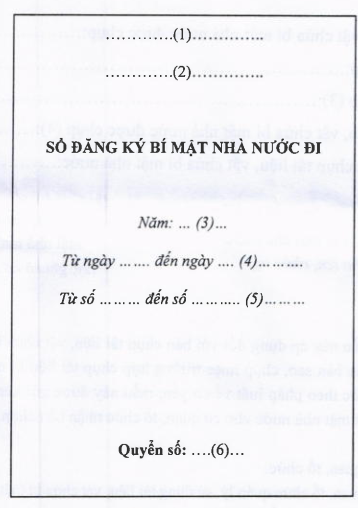 …………(1)…………..
…………(2)…………..
SỔ ĐĂNG KÝ BÍ MẬT NHÀ NƯỚC ĐI
Năm: … (3)…
Từ ngày ……. đến ngày …. (4)………
Từ số ……… đến số ……….. (5)………
Quyển số: ….(6)…